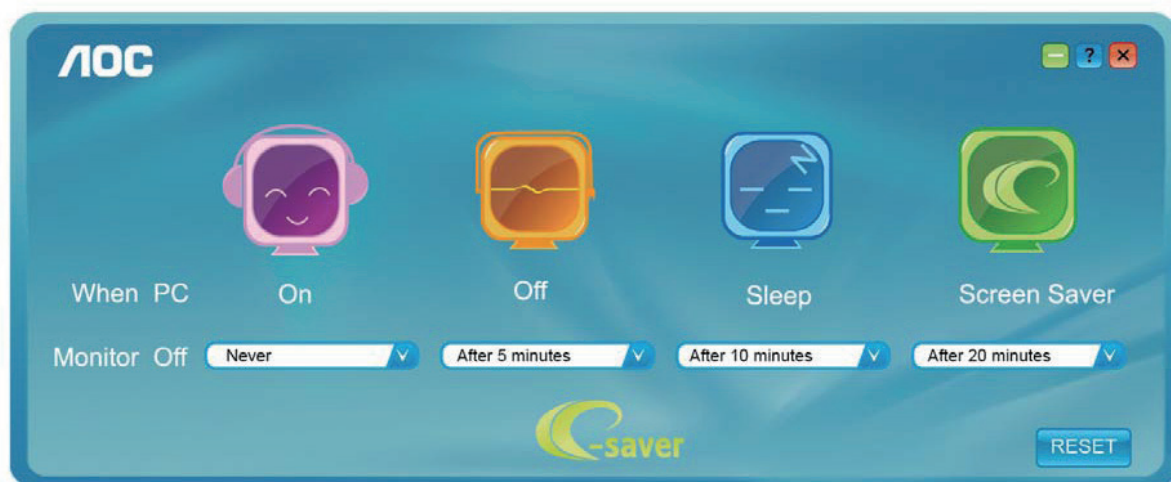 AOC
?
When PC On Off Sleep Screen Saver
Monitor Off Never After 5 minutes After 10 minutes After 20 minutes
e-saver
RESET